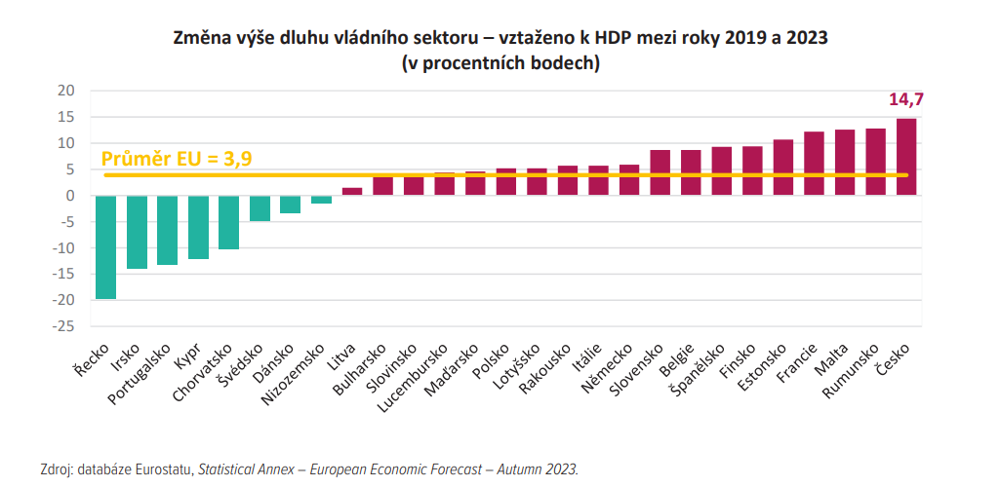 Změna výše dluhu vládního sektoru – vztaženo k HDP mezi roky 2019 a 2023
(v procentních bodech)
20
14,7
15
10
Průměr EU = 3,9
5
0
-5
-10
-15
-20
-25
Řecko
Irsko
Portugalsko
Kypr
Chorvatsko
Švédsko
Dánsko
Nizozemsko
Litva
Bulharsko
Slovinsko
Lucembursko
Maďarsko
Polsko
Lotyšsko
Rakousko
Itálie
Německo
Slovensko
Belgie
Španělsko
Finsko
Estonsko
Francie
Malta
Rumunsko
Česko
Zdroj: databáze Eurostatu, Statistical Annex – European Economic Forecast – Autumn 2023.